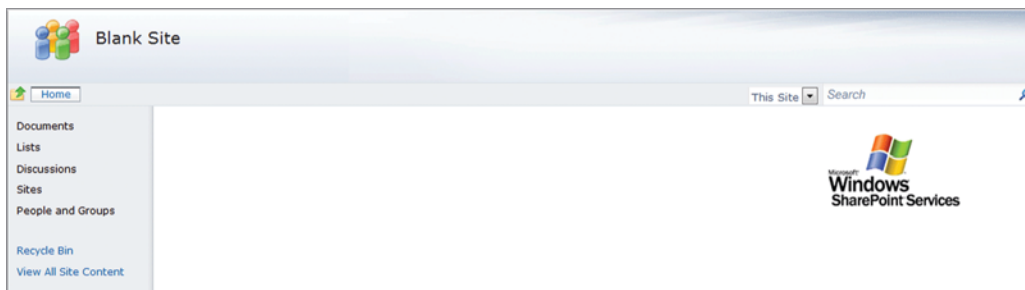 Blank Site
Home
This Site
Search
Documents
Lists
Discussions
Sites
People and Groups
Recycle Bin
View All Site Content
Microsoft
Windows
SharePoint Services